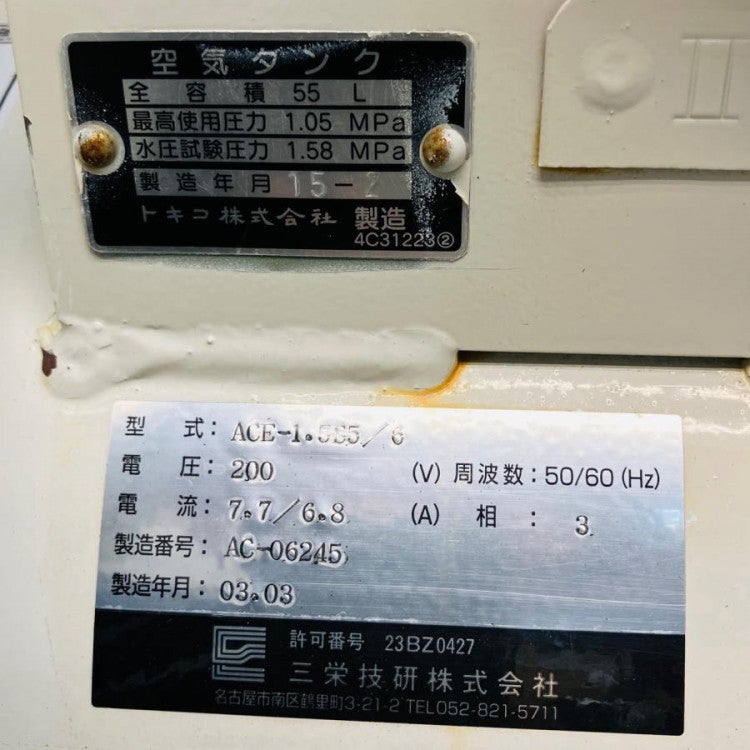 空気タンク
全容積 55 L
最高使用圧力 1.05 MPa
水圧試験圧力 1.58 MPa
製造年月 15-2
トキコ株式会社 製造
4C31223②
型式: ACE-1.5S5/6
電圧: 200 (V) 周波数: 50/60 (Hz)
電流: 7.7/6.8 (A) 相: 3
製造番号: AC-06245
製造年月: 03.03
許可番号 23BZ0427
三栄技研株式会社
名古屋市南区鶴里町3-21-2 TEL052-821-5711